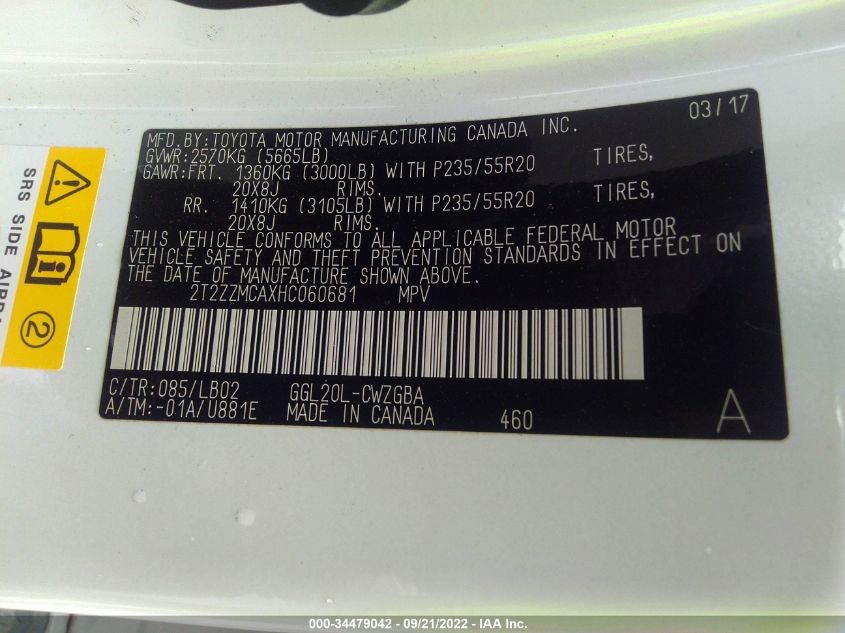 03/17
MFD.BY:TOYOTA MOTOR MANUFACTURING CANADA INC.
GVWR:2570KG (5665LB)
GAWR:FRT. 1360KG (3000LB) WITH P235/55R20 TIRES,
20X8J RIMS.
RR. 1410KG (3105LB) WITH P235/55R20 TIRES,
20X8J RIMS.
THIS VEHICLE CONFORMS TO ALL APPLICABLE FEDERAL MOTOR
VEHICLE SAFETY AND THEFT PREVENTION STANDARDS IN EFFECT ON
THE DATE OF MANUFACTURE SHOWN ABOVE.
2T2ZZMCAXHC060681 MPV
C/TR:085/LB02 GGL20L-CWZGBA
A/TM:-01A/U881E MADE IN CANADA 460 A
SRS SIDE
2
000-34479042 - 09/21/2022 - IAA Inc.